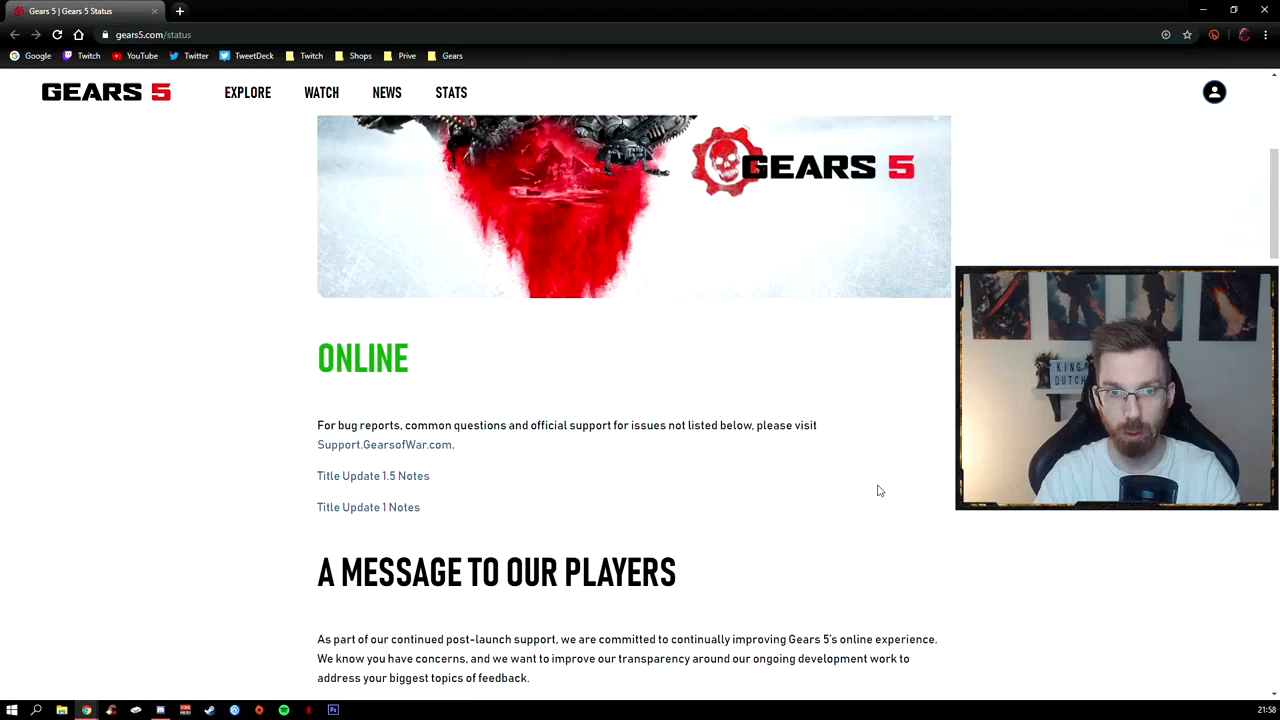 Gears 5 | Gears 5 Status
gears5.com/status
Google Twitch YouTube Twitter TweetDeck Twitch Shops Prive Gears
GEARS 5 EXPLORE WATCH NEWS STATS
GEARS 5
ONLINE
For bug reports, common questions and official support for issues not listed below, please visit
Support.GearsofWar.com.
Title Update 1.5 Notes
Title Update 1 Notes
KING
DUTCH
A MESSAGE TO OUR PLAYERS
As part of our continued post-launch support, we are committed to continually improving Gears 5's online experience.
We know you have concerns, and we want to improve our transparency around our ongoing development work to
address your biggest topics of feedback.
21:58